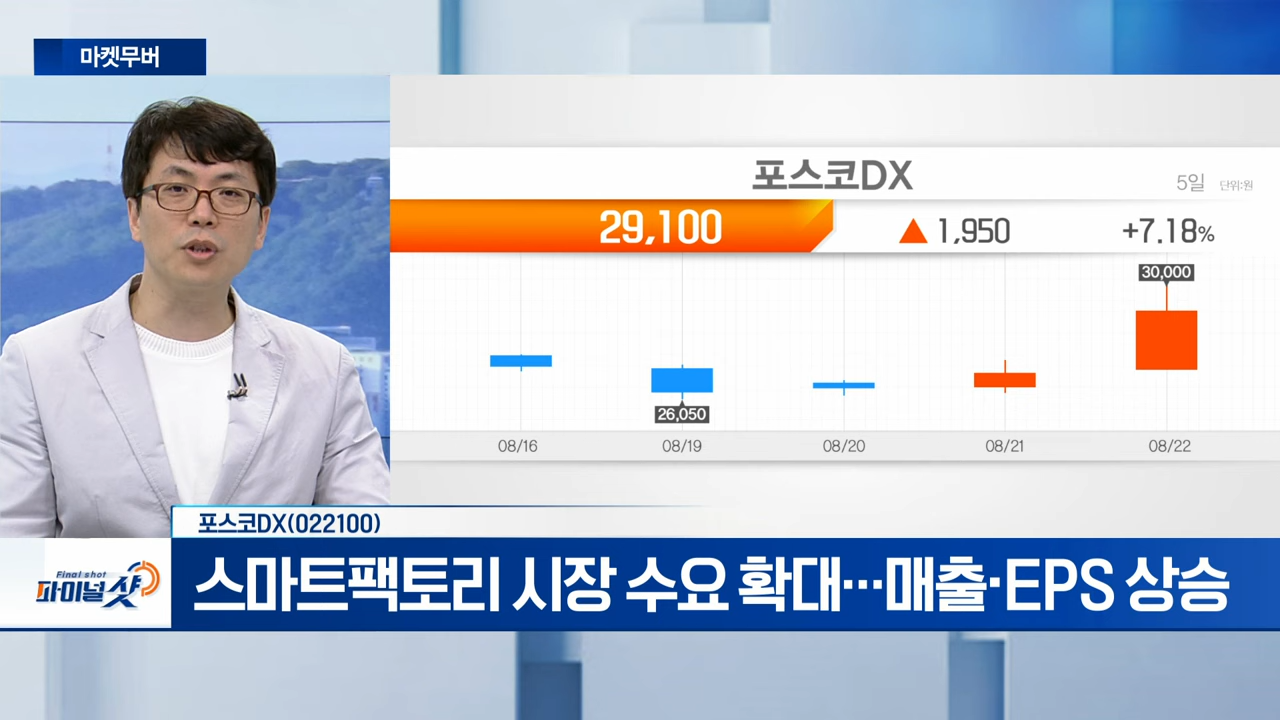 마켓무버
포스코DX
5일 단위:원
29,100 ▲ 1,950 +7.18%
30,000
26,050
08/16 08/19 08/20 08/21 08/22
포스코DX(022100)
Final shot
파이널샷
스마트팩토리 시장 수요 확대…매출·EPS 상승